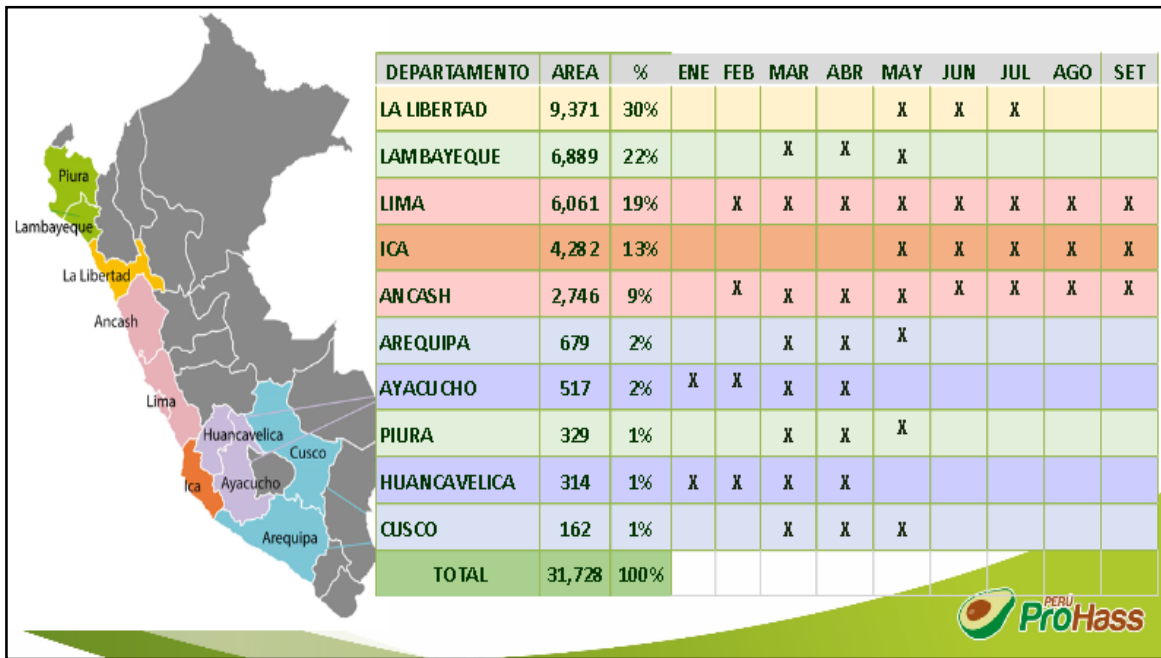 Piura
Lambayeque
La Libertad
Ancash
Lima
Huancavelica
Cusco
Ica
Ayacucho
Arequipa
DEPARTAMENTO AREA % ENE FEB MAR ABR MAY JUN JUL AGO SET
LA LIBERTAD 9,371 30% X X X
LAMBAYEQUE 6,889 22% X X X
LIMA 6,061 19% X X X X X X X X
ICA 4,282 13% X X X X X
ANCASH 2,746 9% X X X X X X X X
AREQUIPA 679 2% X X X
AYACUCHO 517 2% X X X X
PIURA 329 1% X X X
HUANCAVELICA 314 1% X X X X
CUSCO 162 1% X X X
TOTAL 31,728 100%
PERÚ
ProHass